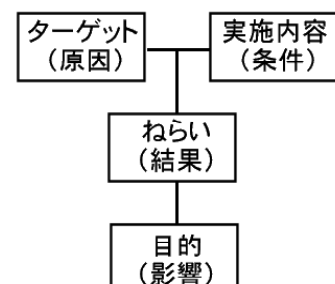 ターゲット
（原因）
実施内容
（条件）
ねらい
（結果）
目的
（影響）